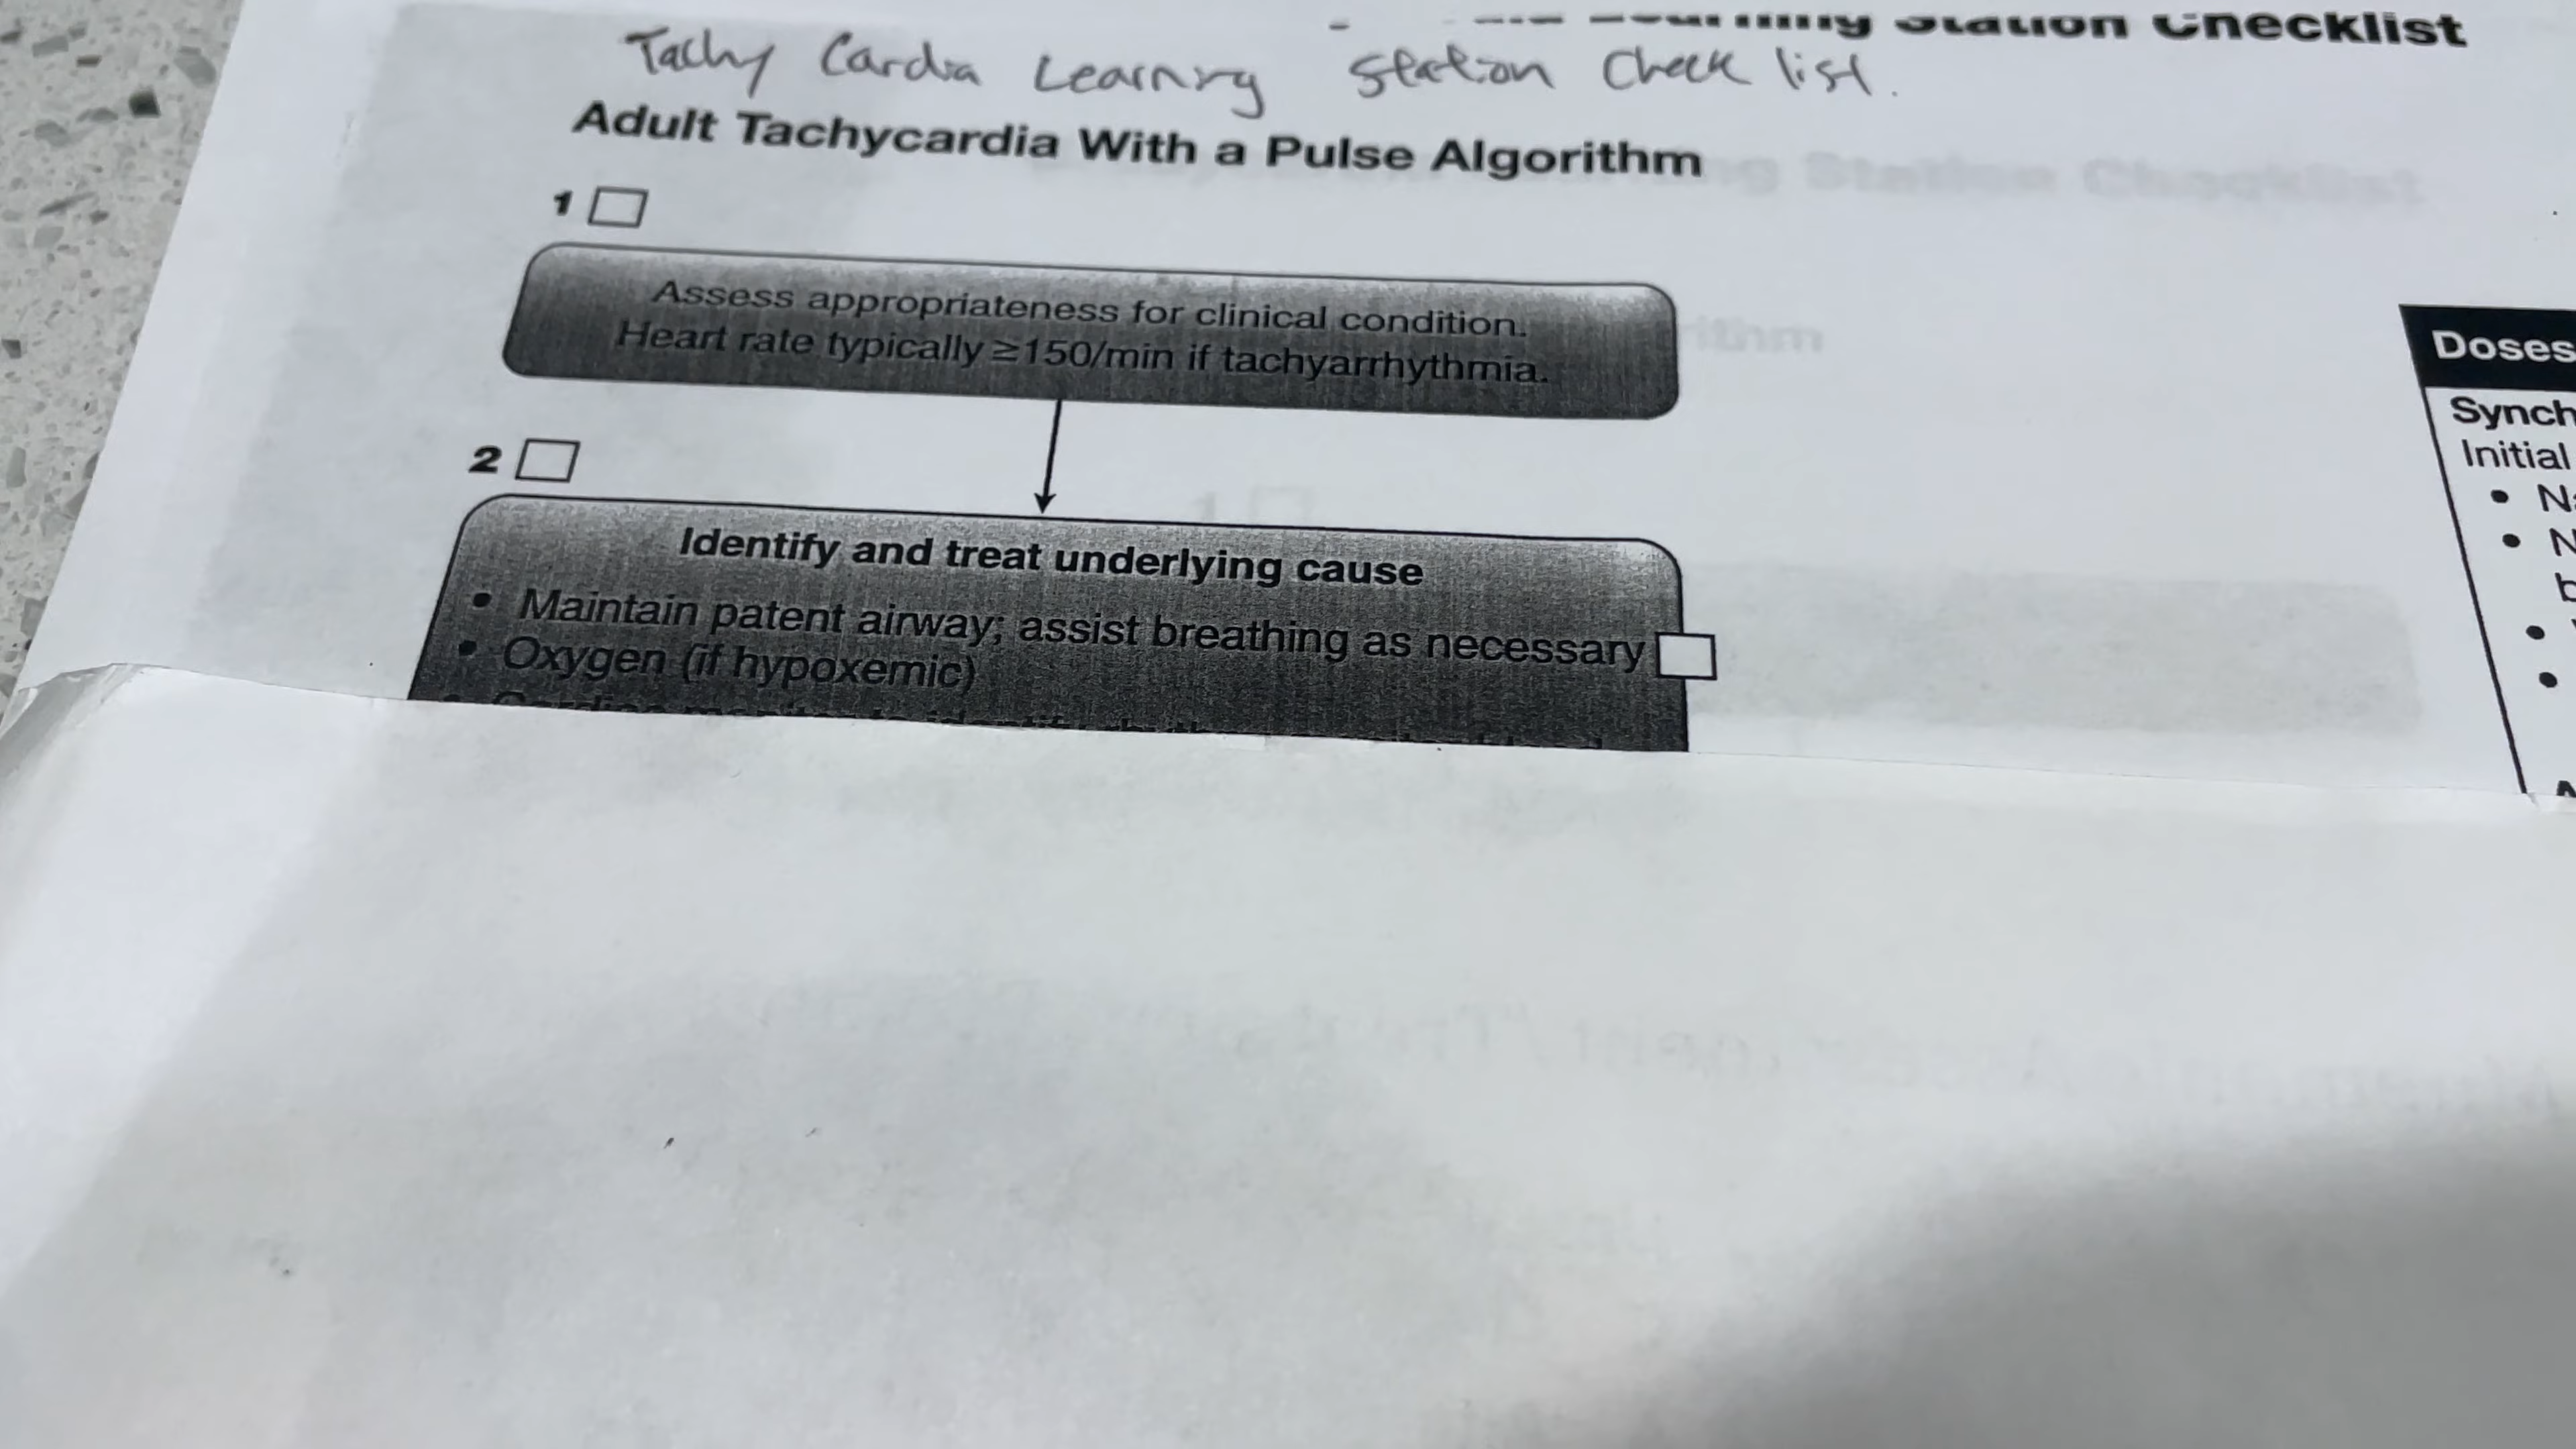 Station Checklist
Tachy Cardia Learning Station Check list.
Adult Tachycardia With a Pulse Algorithm
1
Assess appropriateness for clinical condition.
Heart rate typically ≥150/min if tachyarrhythmia.
2
Identify and treat underlying cause
• Maintain patent airway; assist breathing as necessary
• Oxygen (if hypoxemic)
Doses
Synch
Initial